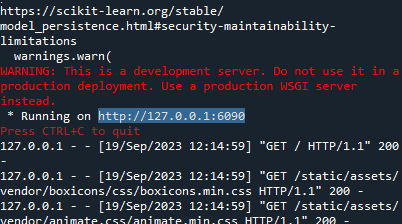 https://scikit-learn.org/stable/
model_persistence.html#security-maintainability-
limitations
  warnings.warn(
WARNING: This is a development server. Do not use it in a
production deployment. Use a production WSGI server
instead.
 * Running on http://127.0.0.1:6090
Press CTRL+C to quit
127.0.0.1 - - [19/Sep/2023 12:14:59] "GET / HTTP/1.1" 200
-
127.0.0.1 - - [19/Sep/2023 12:14:59] "GET /static/assets/
vendor/boxicons/css/boxicons.min.css HTTP/1.1" 200 -
127.0.0.1 - - [19/Sep/2023 12:14:59] "GET /static/assets/
vendor/animate.css/animate.min.css HTTP/1.1" 200 -